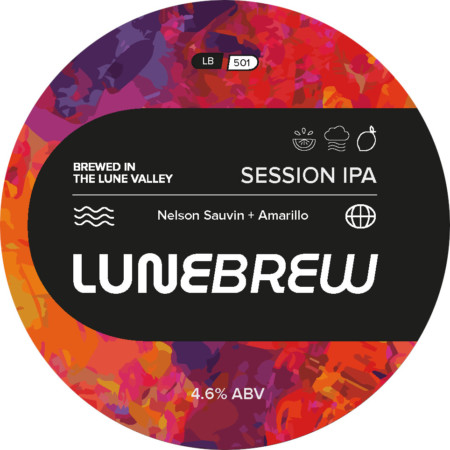 LB 501
BREWED IN
THE LUNE VALLEY
SESSION IPA
Nelson Sauvin + Amarillo
LUNEBREW
4.6% ABV